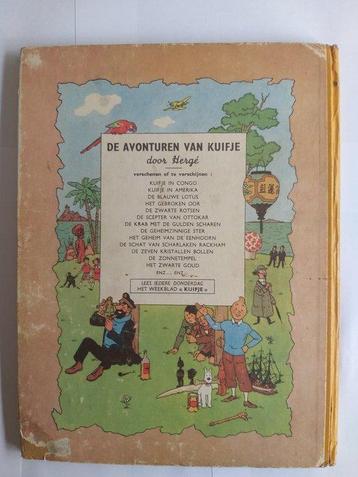 DE AVONTUREN VAN KUIFJE
door Hergé
verschenen of te verschijnen :
KUIFJE IN CONGO
KUIFJE IN AMERIKA
DE BLAUWE LOTUS
HET GEBROKEN OOR
DE ZWARTE ROTSEN
DE SCEPTER VAN OTTOKAR
DE KRAB MET DE GULDEN SCHAREN
DE GEHEIMZINNIGE STER
HET GEHEIM VAN DE EENHOORN
DE SCHAT VAN SCHARLAKEN RACKHAM
DE ZEVEN KRISTALLEN BOLLEN
DE ZONNETEMPEL
HET ZWARTE GOUD
ENZ... ENZ...
LEES IEDERE DONDERDAG
HET WEEKBLAD « KUIFJE »